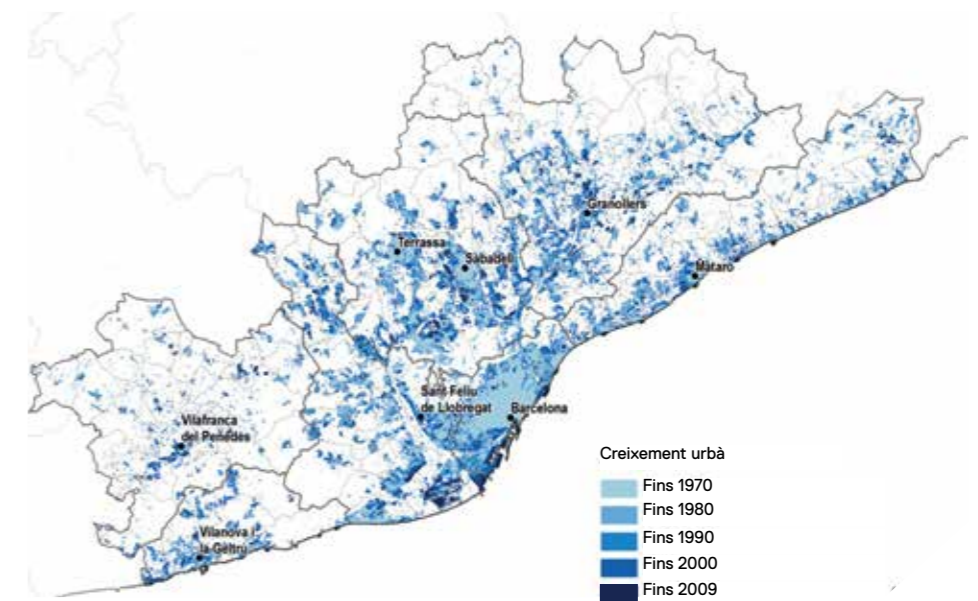 Granollers
Terrassa
Sabadell
Mataró
Sant Feliu
de Llobregat
Barcelona
Vilafranca
del Penedès
Vilanova i
la Geltrú
Creixement urbà
Fins 1970
Fins 1980
Fins 1990
Fins 2000
Fins 2009